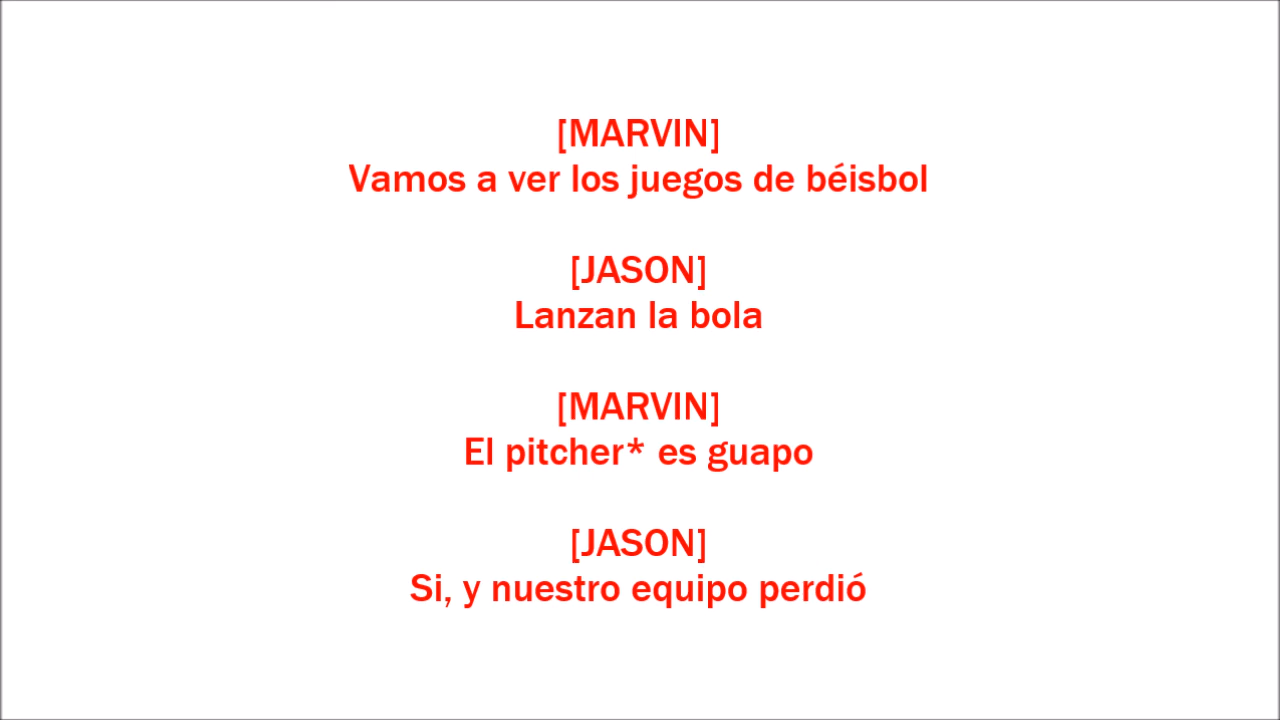 [MARVIN]
Vamos a ver los juegos de béisbol
[JASON]
Lanzan la bola
[MARVIN]
El pitcher* es guapo
[JASON]
Si, y nuestro equipo perdió